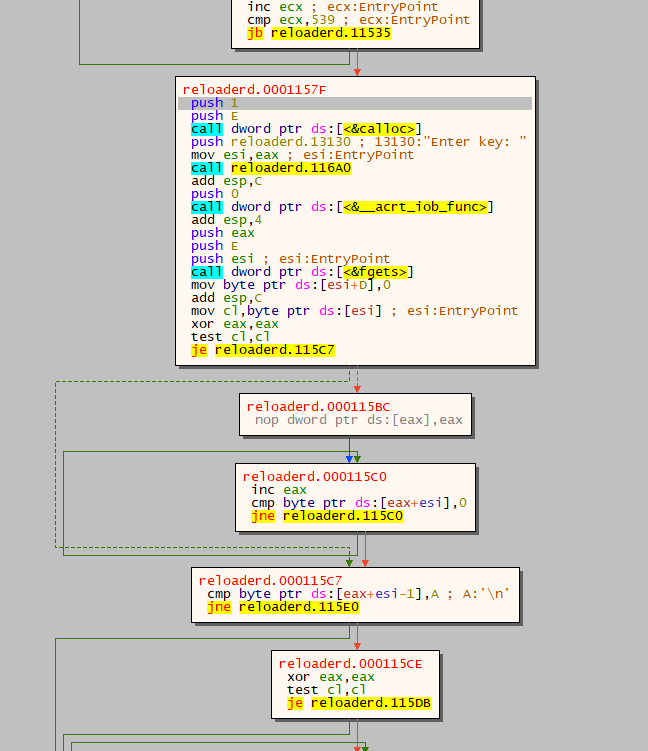 inc ecx ; ecx:EntryPoint
cmp ecx,539 ; ecx:EntryPoint
jb reloaderd.11535
reloaderd.0001157F
push 1
push E
call dword ptr ds:[<&calloc>]
push reloaderd.13130 ; 13130:"Enter key: "
mov esi,eax ; esi:EntryPoint
call reloaderd.116A0
add esp,C
push 0
call dword ptr ds:[<&__acrt_iob_func>]
add esp,4
push eax
push E
push esi ; esi:EntryPoint
call dword ptr ds:[<&fgets>]
mov byte ptr ds:[esi+D],0
add esp,C
mov cl,byte ptr ds:[esi] ; esi:EntryPoint
xor eax,eax
test cl,cl
je reloaderd.115C7
reloaderd.000115BC
nop dword ptr ds:[eax],eax
reloaderd.000115C0
inc eax
cmp byte ptr ds:[eax+esi],0
jne reloaderd.115C0
reloaderd.000115C7
cmp byte ptr ds:[eax+esi-1],A ; A:'\n'
jne reloaderd.115E0
reloaderd.000115CE
xor eax,eax
test cl,cl
je reloaderd.115DB